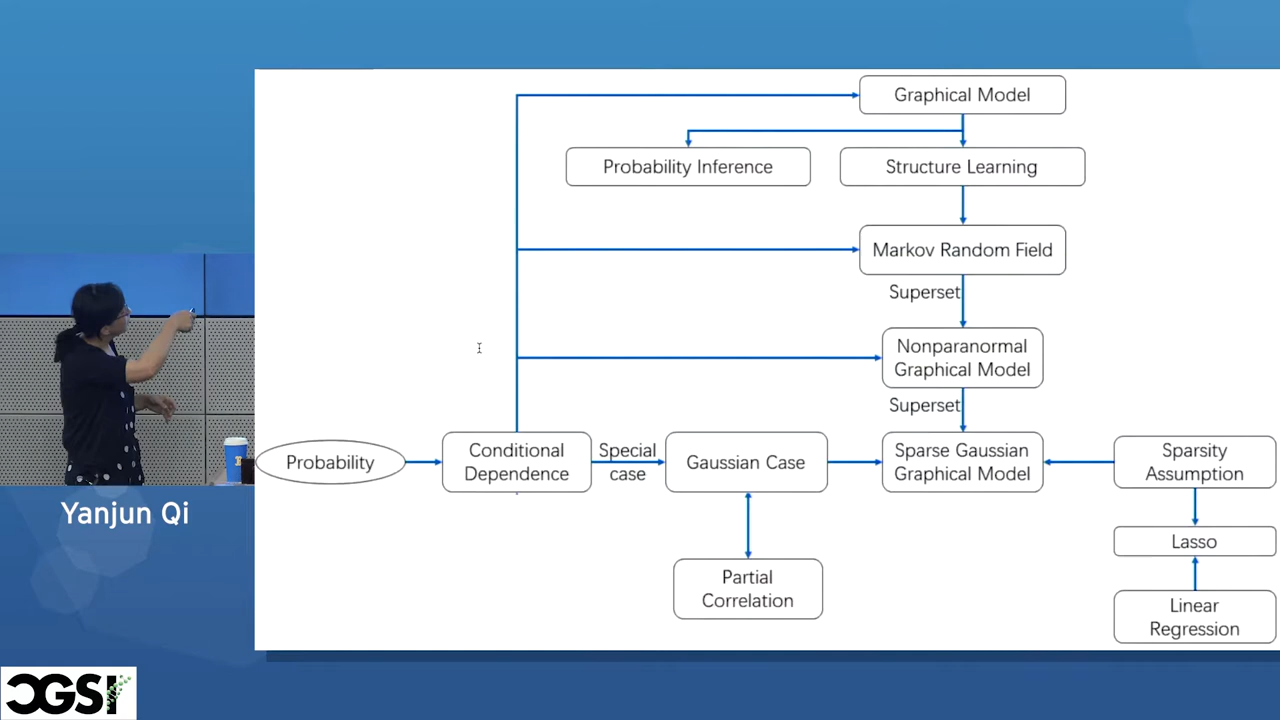 Graphical Model
Probability Inference
Structure Learning
Markov Random Field
Superset
Nonparanormal
Graphical Model
Superset
Probability
Conditional
Dependence
Special
case
Gaussian Case
Sparse Gaussian
Graphical Model
Sparsity
Assumption
Lasso
Partial
Correlation
Linear
Regression
Yanjun Qi
CGSI